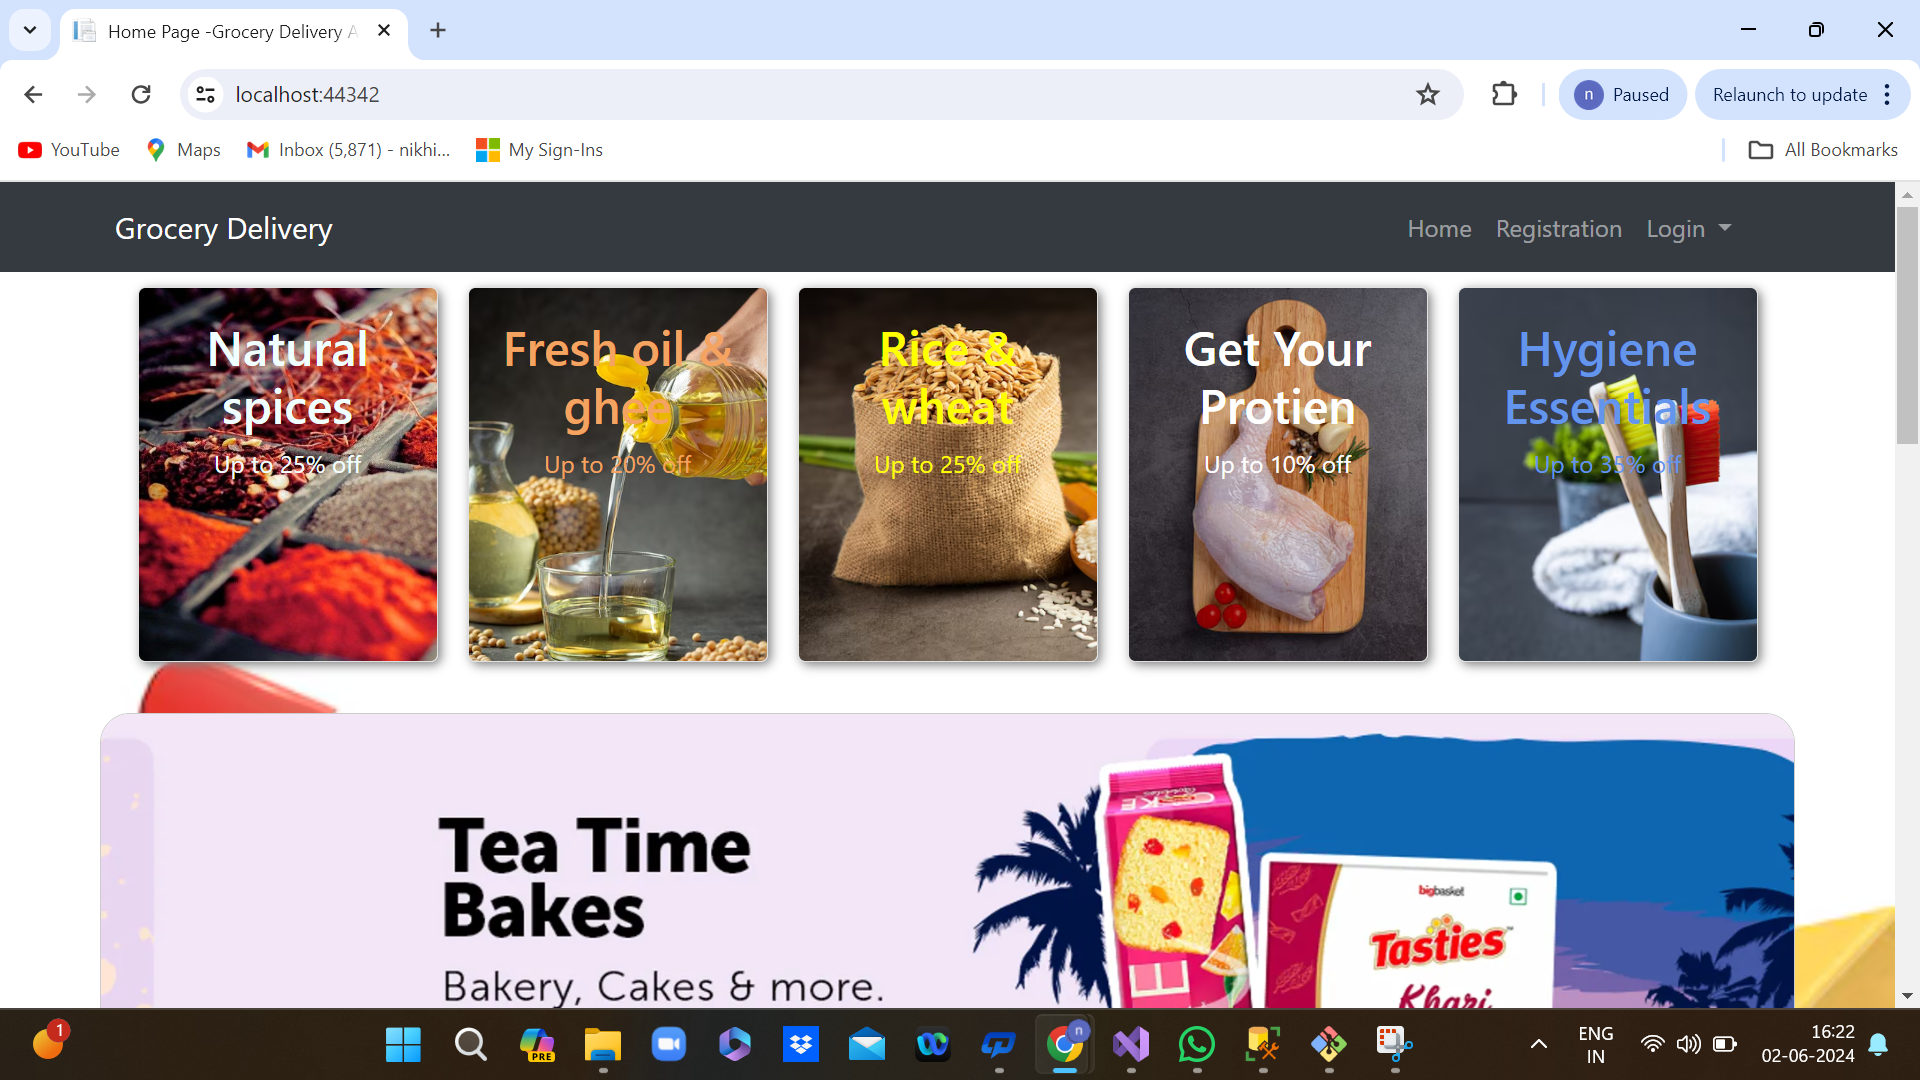 Home Page -Grocery Delivery A
localhost:44342
n Paused
Relaunch to update
YouTube
Maps
Inbox (5,871) - nikhi...
My Sign-Ins
All Bookmarks
Grocery Delivery
Home
Registration
Login
Natural
spices
Up to 25% off
Fresh oil &
ghee
Up to 20% off
Rice &
wheat
Up to 25% off
Get Your
Protien
Up to 10% off
Hygiene
Essentials
Up to 35% off
Tea Time
Bakes
Bakery, Cakes & more.
bigbasket
Tasties
Khari
1
PRE
n
ENG
IN
16:22
02-06-2024